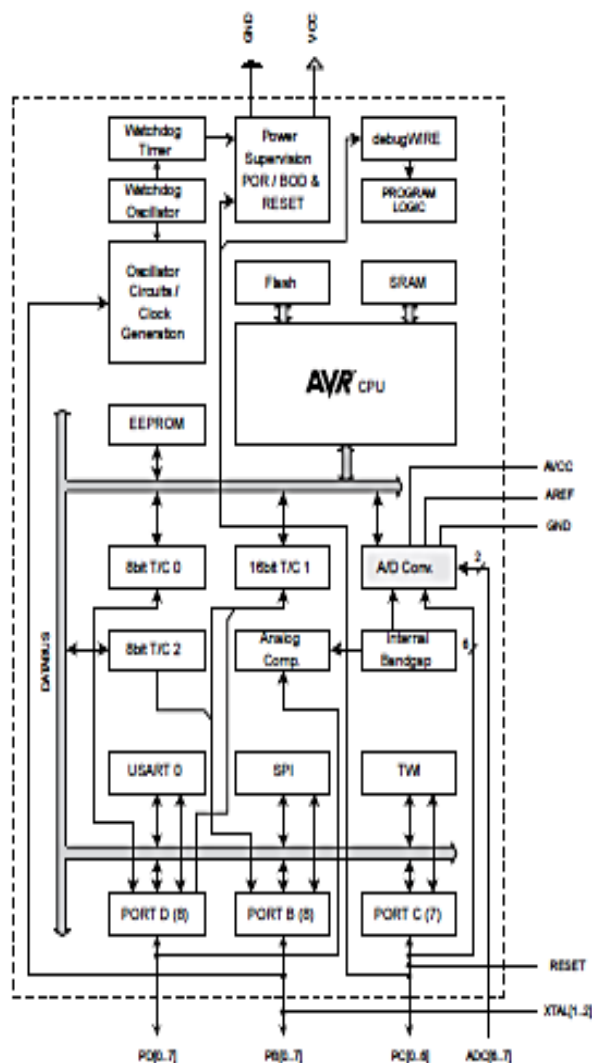 GND
VCC
Watchdog
Timer
Power
Supervision
POR / BOD &
RESET
debugWIRE
Watchdog
Oscillator
PROGRAM
LOGIC
Oscillator
Circuits /
Clock
Generation
Flash
SRAM
AVR CPU
EEPROM
AVCC
AREF
GND
8bit T/C 0
16bit T/C 1
A/D Conv.
2
8bit T/C 2
Analog
Comp.
Internal
Bandgap
6
DATABUS
USART 0
SPI
TWI
PORT D (8)
PORT B (8)
PORT C (7)
RESET
XTAL[1..2]
PD[0..7]
PB[0..7]
PC[0..6]
ADC[6..7]